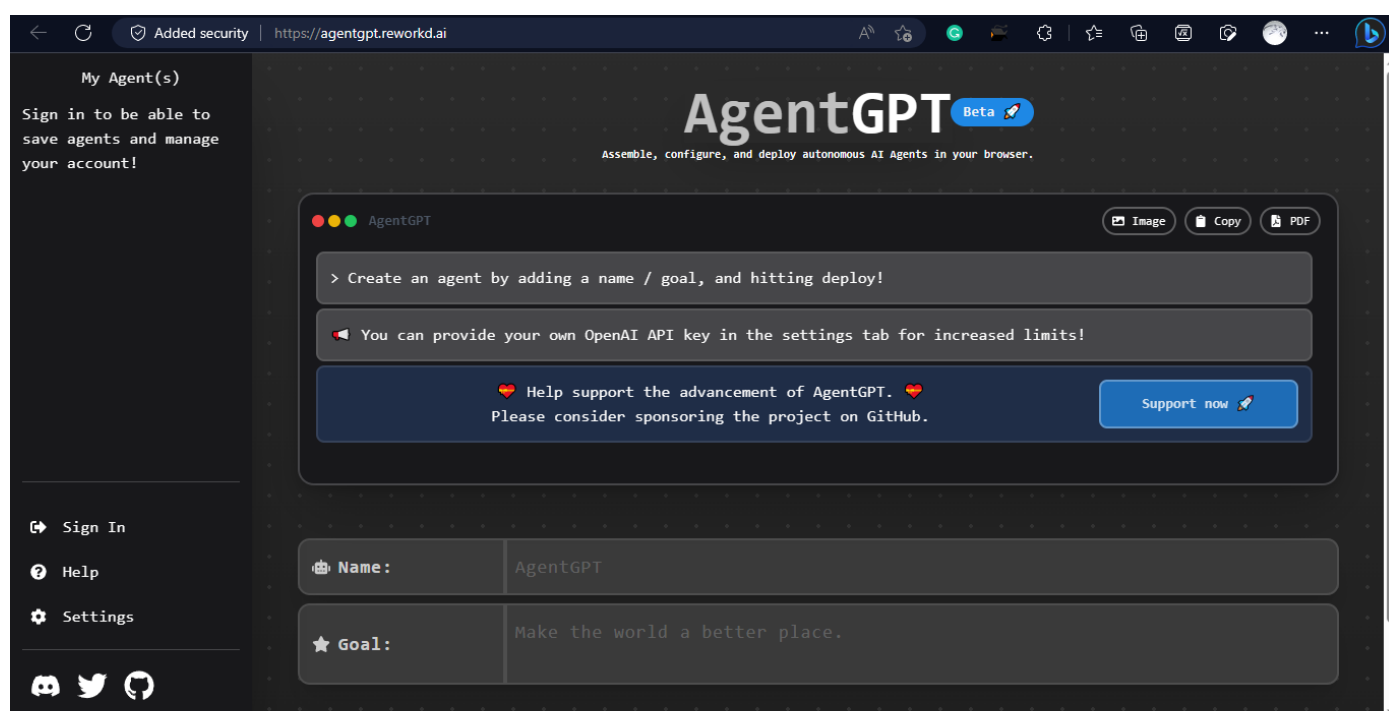 Added security
https://agentgpt.reworkd.ai
My Agent(s)
Sign in to be able to
save agents and manage
your account!
Sign In
Help
Settings
AgentGPT
Beta 🚀
Assemble, configure, and deploy autonomous AI Agents in your browser.
AgentGPT
Image
Copy
PDF
> Create an agent by adding a name / goal, and hitting deploy!
📢 You can provide your own OpenAI API key in the settings tab for increased limits!
💝 Help support the advancement of AgentGPT. 💝
Please consider sponsoring the project on GitHub.
Support now 🚀
Name:
AgentGPT
Goal:
Make the world a better place.